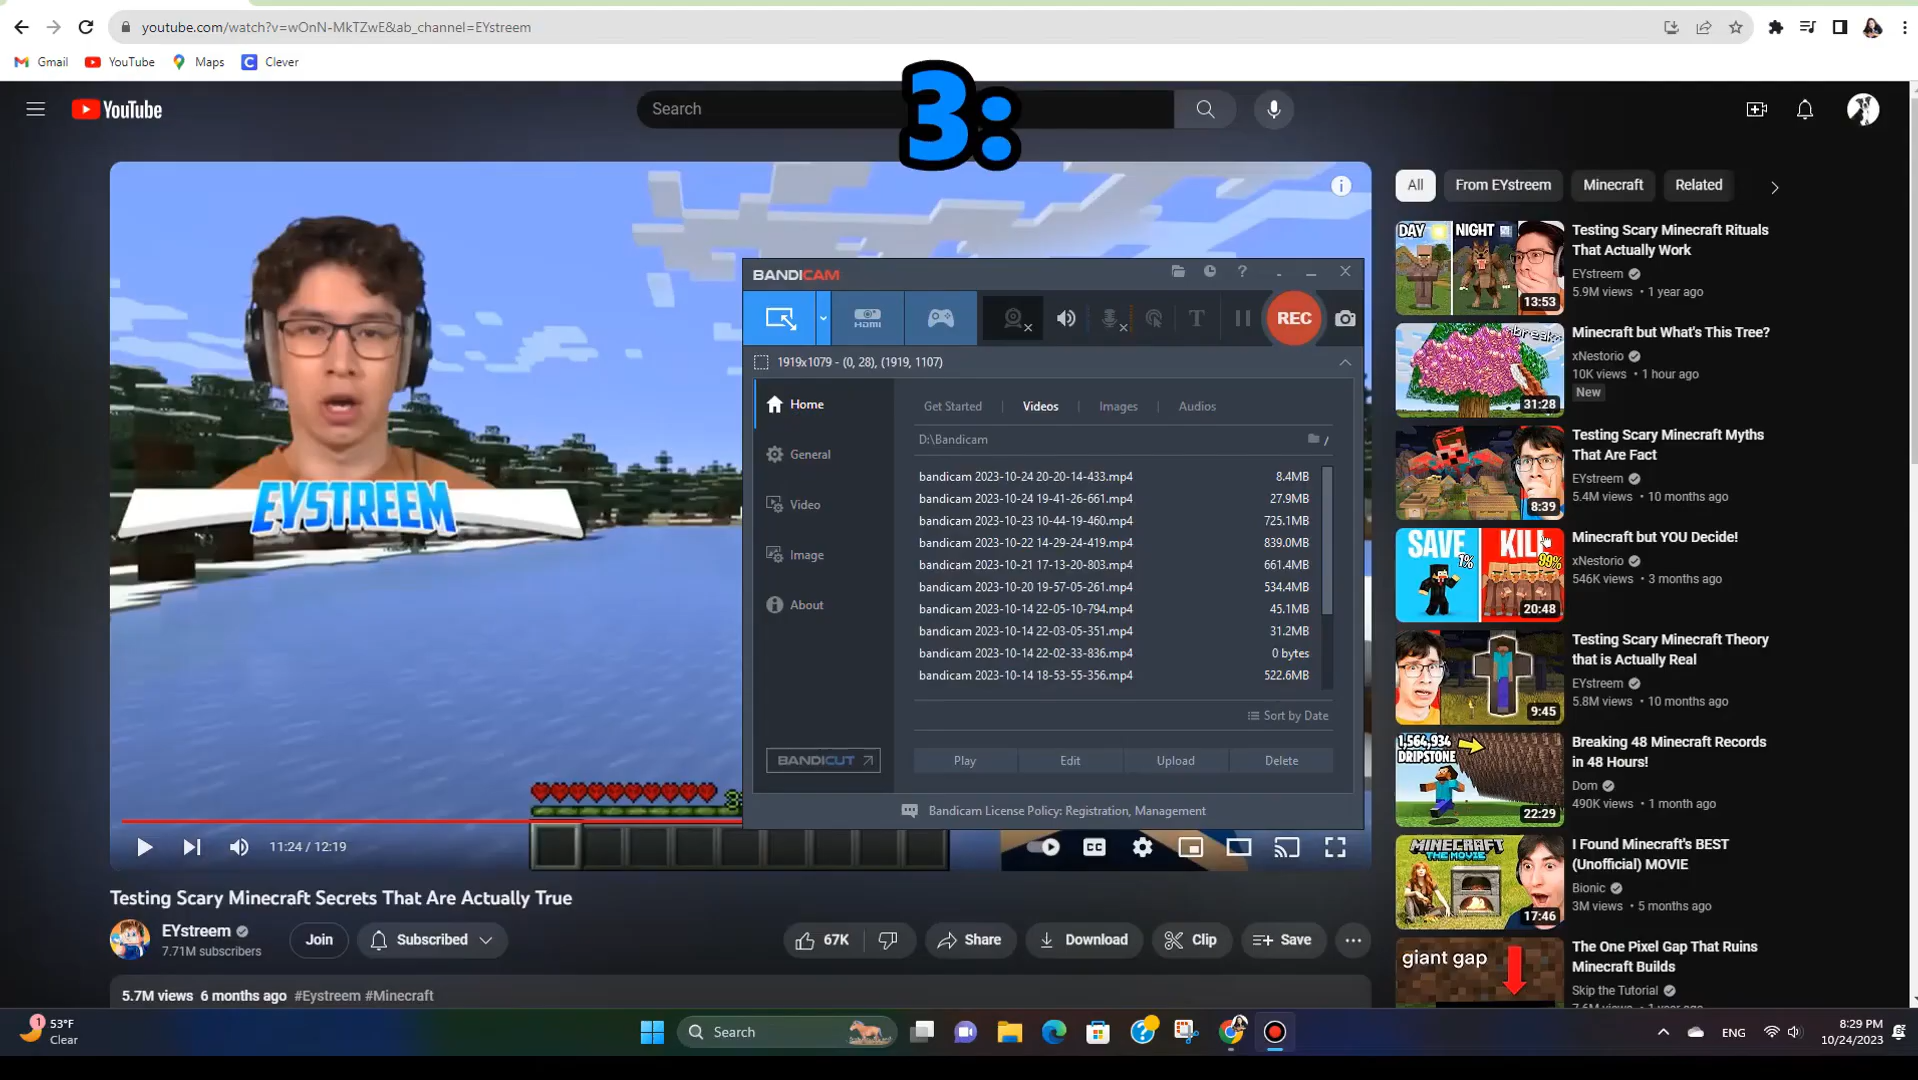 youtube.com/watch?v=wOnN-MkTZwE&ab_channel=EYstreem
Gmail
YouTube
Maps
Clever
3:
YouTube
Search
All
From EYstreem
Minecraft
Related
EYSTREEM
BANDICAM
HDMI
T
REC
1919x1079 - (0, 28), (1919, 1107)
Home
General
Video
Image
About
BANDICUT
Get Started
Videos
Images
Audios
D:\Bandicam
bandicam 2023-10-24 20-20-14-433.mp4 8.4MB
bandicam 2023-10-24 19-41-26-661.mp4 27.9MB
bandicam 2023-10-23 10-44-19-460.mp4 725.1MB
bandicam 2023-10-22 14-29-24-419.mp4 839.0MB
bandicam 2023-10-21 17-13-20-803.mp4 661.4MB
bandicam 2023-10-20 19-57-05-261.mp4 534.4MB
bandicam 2023-10-14 22-05-10-794.mp4 45.1MB
bandicam 2023-10-14 22-03-05-351.mp4 31.2MB
bandicam 2023-10-14 22-02-33-836.mp4 0 bytes
bandicam 2023-10-14 18-53-55-356.mp4 522.6MB
Sort by Date
Play
Edit
Upload
Delete
Bandicam License Policy: Registration, Management
11:24 / 12:19
CC
Testing Scary Minecraft Secrets That Are Actually True
EYstreem
7.71M subscribers
Join
Subscribed
67K
Share
Download
Clip
Save
5.7M views 6 months ago #Eystreem #Minecraft
DAY
NIGHT
13:53
Testing Scary Minecraft Rituals
That Actually Work
EYstreem
5.9M views • 1 year ago
*break*
31:28
Minecraft but What's This Tree?
xNestorio
10K views • 1 hour ago
New
8:39
Testing Scary Minecraft Myths
That Are Fact
EYstreem
5.4M views • 10 months ago
SAVE
1%
KILL
99%
20:48
Minecraft but YOU Decide!
xNestorio
546K views • 3 months ago
9:45
Testing Scary Minecraft Theory
that is Actually Real
EYstreem
5.8M views • 10 months ago
1,564,934
DRIPSTONE
22:29
Breaking 48 Minecraft Records
in 48 Hours!
Dom
490K views • 1 month ago
MINECRAFT
THE MOVIE
17:46
I Found Minecraft's BEST
(Unofficial) MOVIE
Bionic
3M views • 5 months ago
giant gap
The One Pixel Gap That Ruins
Minecraft Builds
Skip the Tutorial
1
53°F
Clear
Search
ENG
8:29 PM
10/24/2023